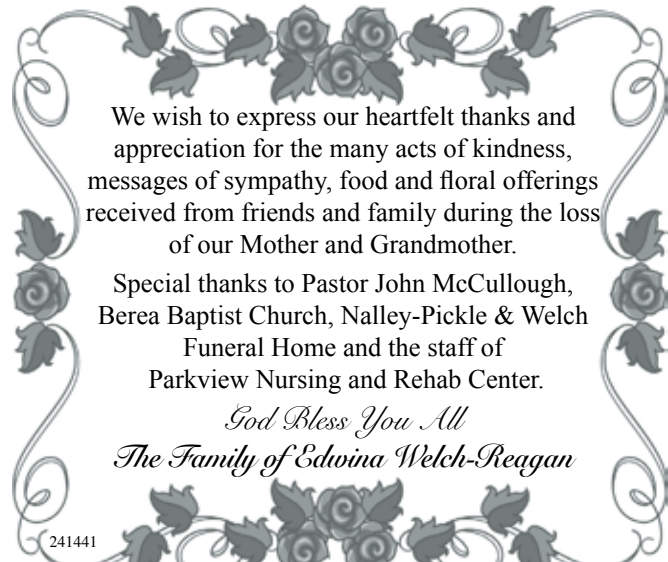 We wish to express our heartfelt thanks and
appreciation for the many acts of kindness,
messages of sympathy, food and floral offerings
received from friends and family during the loss
of our Mother and Grandmother.
Special thanks to Pastor John McCullough,
Berea Baptist Church, Nalley-Pickle & Welch
Funeral Home and the staff of
Parkview Nursing and Rehab Center.
God Bless You All
The Family of Edwina Welch-Reagan
241441